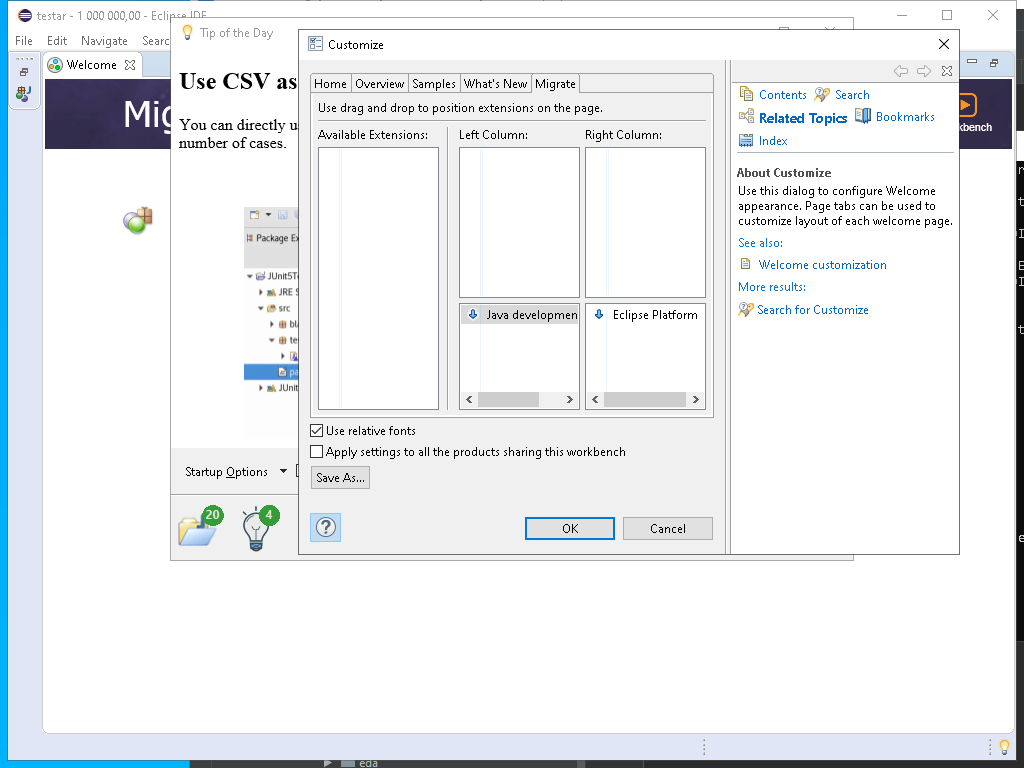 testar - 1 000 000,00 - Eclipse IDE
File Edit Navigate Searc
Welcome
Mig
kbench
Tip of the Day
Use CSV as
You can directly u
number of cases.
Package Ex
JUnit5Te
JRE S
src
bla
te
pa
JUnit
Startup Options
20
4
Customize
Home Overview Samples What's New Migrate
Use drag and drop to position extensions on the page.
Available Extensions: Left Column: Right Column:
Java developmen
Eclipse Platform
Use relative fonts
Apply settings to all the products sharing this workbench
Save As...
OK Cancel
Contents Search
Related Topics Bookmarks
Index
About Customize
Use this dialog to configure Welcome
appearance. Page tabs can be used to
customize layout of each welcome page.
See also:
Welcome customization
More results:
Search for Customize
eda